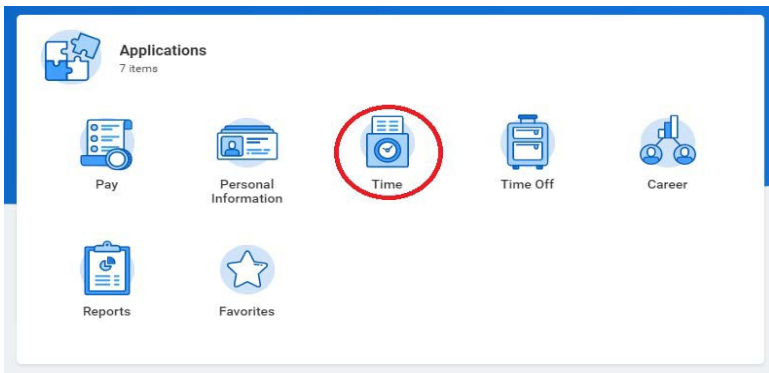 Applications
7 items
Pay
Personal
Information
Time
Time Off
Career
Reports
Favorites